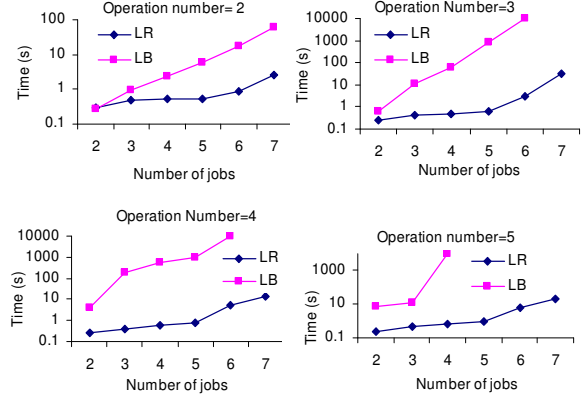 Operation number= 2
Time (s)
100
10
1
0.1
LR
LB
2 3 4 5 6 7
Number of jobs
Operation Number=3
Time (s)
10000
1000
100
10
1
0.1
LR
LB
2 3 4 5 6 7
Number of jobs
Operation Number=4
Time (s)
10000
1000
100
10
1
0.1
LR
LB
2 3 4 5 6 7
Number of jobs
Operation number=5
Time (s)
1000
10
0.1
LR
LB
2 3 4 5 6 7
Number of jobs